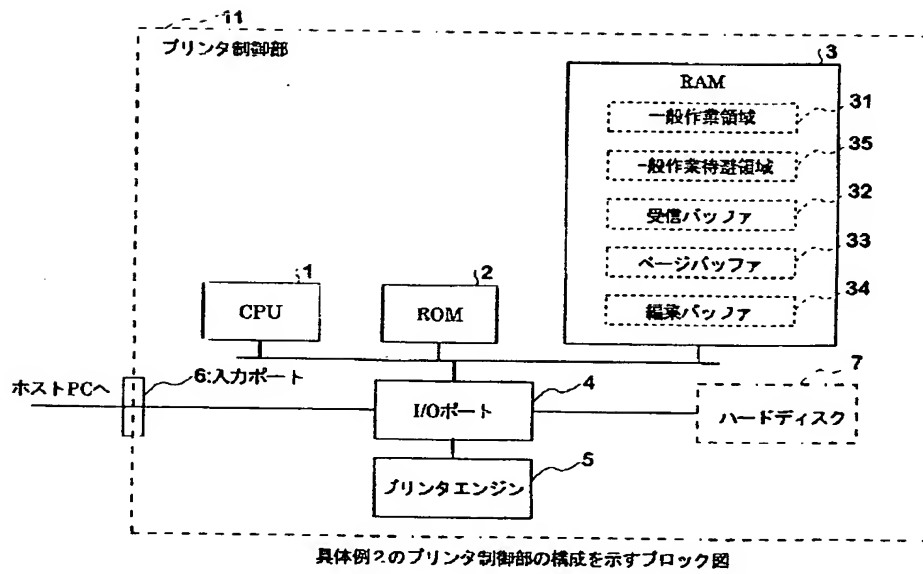 11
プリンタ制御部
3
RAM
31
一般作業領域
35
一般作業待避領域
32
受信バッファ
33
ページバッファ
34
編集バッファ
1
CPU
2
ROM
ホストPCへ
6:入力ポート
4
I/Oポート
7
ハードディスク
5
プリンタエンジン
具体例2のプリンタ制御部の構成を示すブロック図